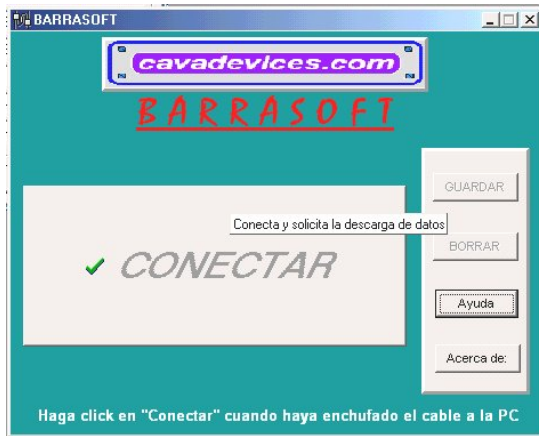 BARRASOFT
cavadevices.com
BARRASOFT
GUARDAR
Conecta y solicita la descarga de datos
BORRAR
CONECTAR
Ayuda
Acerca de:
Haga click en "Conectar" cuando haya enchufado el cable a la PC